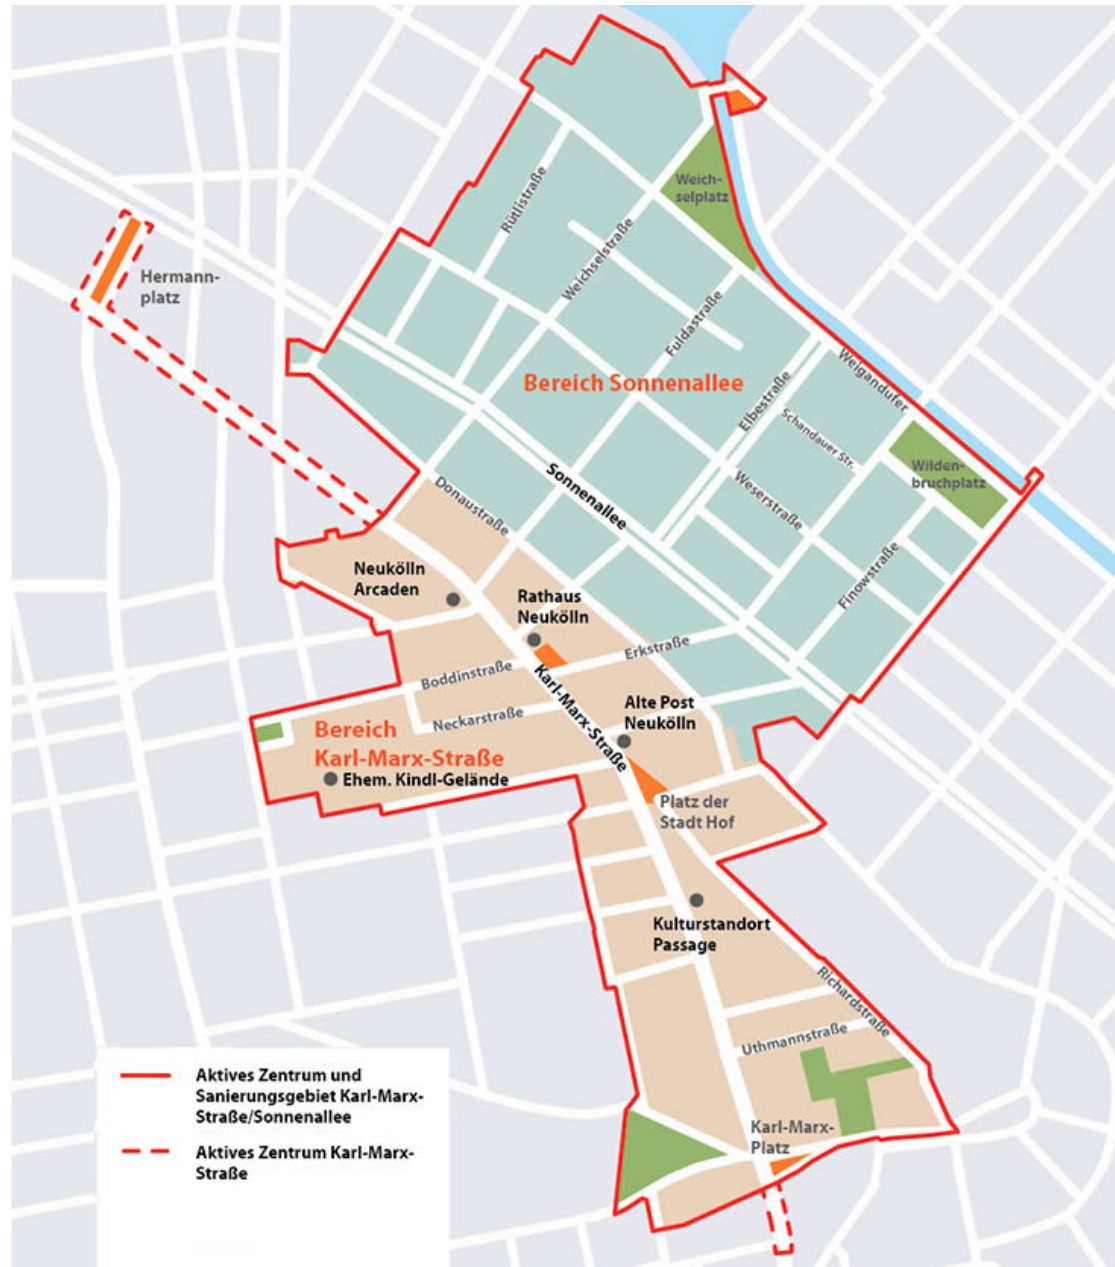 Weich-
selplatz
Rütlistraße
Weichselstraße
Hermann-
platz
Fuldastraße
Weigandufer
Bereich Sonnenallee
Elbestraße
Schandauer Str.
Wilden-
bruchplatz
Sonnenallee
Weserstraße
Donaustraße
Finowstraße
Neukölln
Arcaden
Rathaus
Neukölln
Erkstraße
Boddinstraße
Karl-Marx-Straße
Neckarstraße
Alte Post
Neukölln
Bereich
Karl-Marx-Straße
Ehem. Kindl-Gelände
Platz der
Stadt Hof
Kulturstandort
Passage
Richardstraße
Uthmannstraße
Karl-Marx-
Platz
Aktives Zentrum und
Sanierungsgebiet Karl-Marx-
Straße/Sonnenallee
Aktives Zentrum Karl-Marx-
Straße